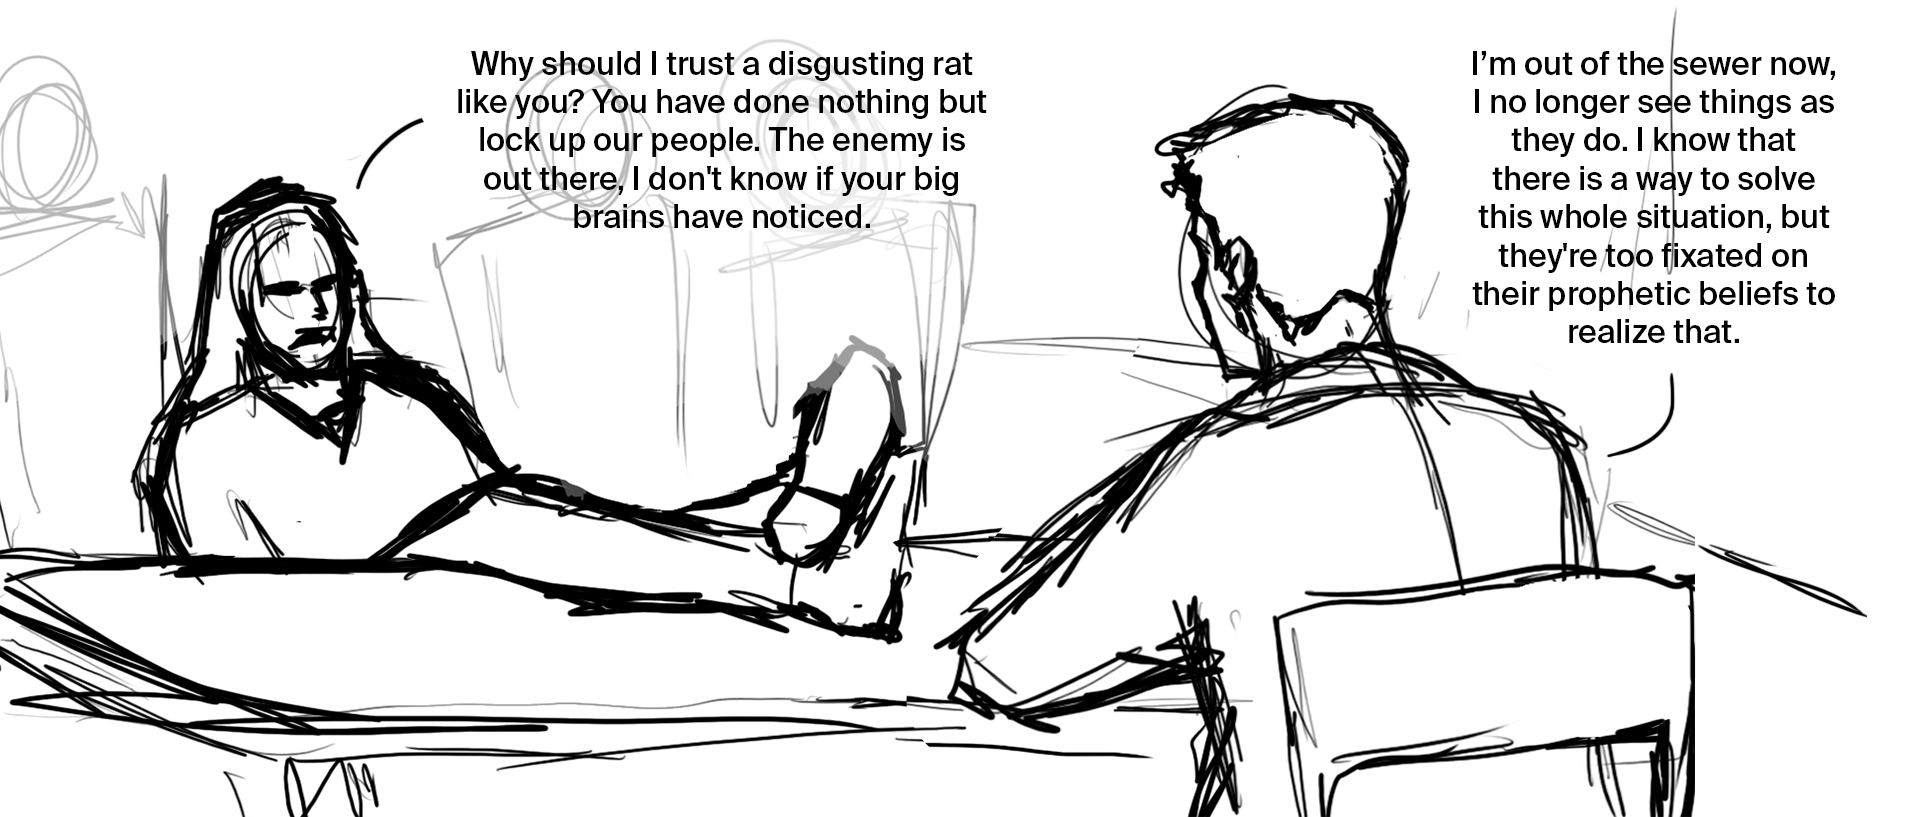 Why should I trust a disgusting rat
like you? You have done nothing but
lock up our people. The enemy is
out there, I don't know if your big
brains have noticed.
I’m out of the sewer now,
I no longer see things as
they do. I know that
there is a way to solve
this whole situation, but
they're too fixated on
their prophetic beliefs to
realize that.